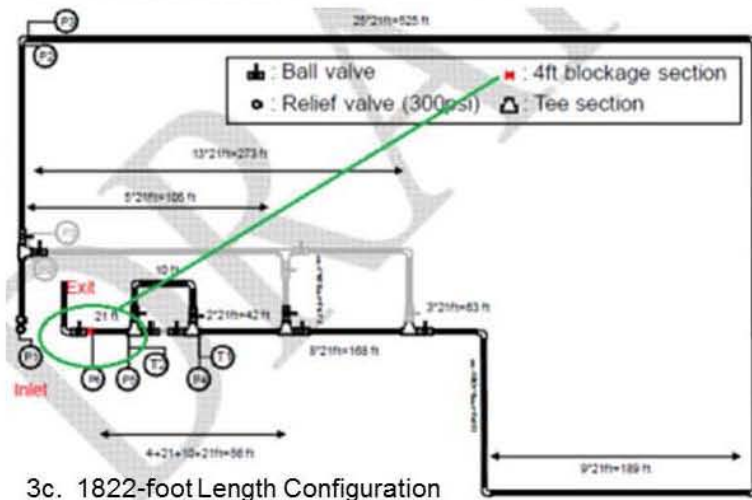 P3
25*21ft=525 ft
P2
: Ball valve
: 4ft blockage section
: Relief valve (300psi)
: Tee section
13*21ft=273 ft
5*21ft=105 ft
10 ft
Exit
21 ft
2*21ft=42 ft
3*21ft=63 ft
P1
P6
P5
T2
P4
T1
8*21ft=168 ft
Inlet
4+21+10+21ft=56 ft
9*21ft=189 ft
3c. 1822-foot Length Configuration
DRA